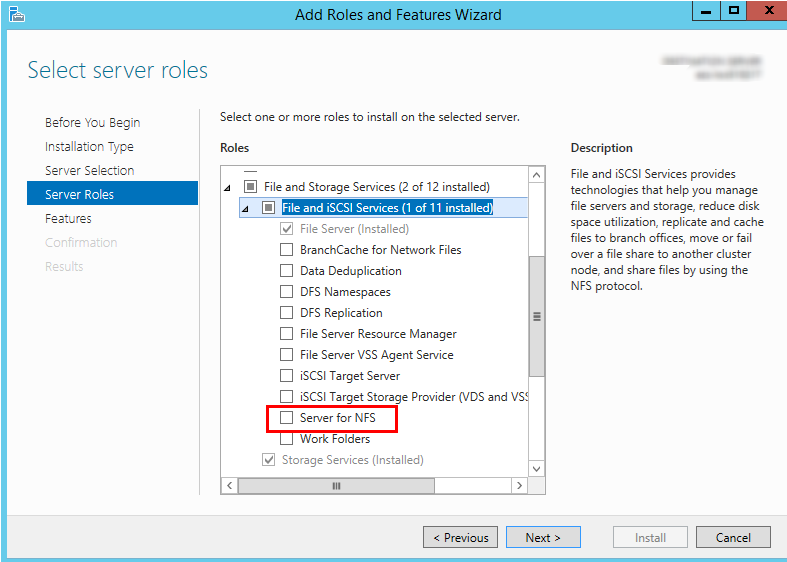 Add Roles and Features Wizard
Select server roles
Before You Begin
Installation Type
Server Selection
Server Roles
Features
Confirmation
Results
Select one or more roles to install on the selected server.
Roles
File and Storage Services (2 of 12 installed)
File and iSCSI Services (1 of 11 installed)
File Server (Installed)
BranchCache for Network Files
Data Deduplication
DFS Namespaces
DFS Replication
File Server Resource Manager
File Server VSS Agent Service
iSCSI Target Server
iSCSI Target Storage Provider (VDS and VSS
Server for NFS
Work Folders
Storage Services (Installed)
Description
File and iSCSI Services provides
technologies that help you manage
file servers and storage, reduce disk
space utilization, replicate and cache
files to branch offices, move or fail
over a file share to another cluster
node, and share files by using the
NFS protocol.
< Previous
Next >
Install
Cancel